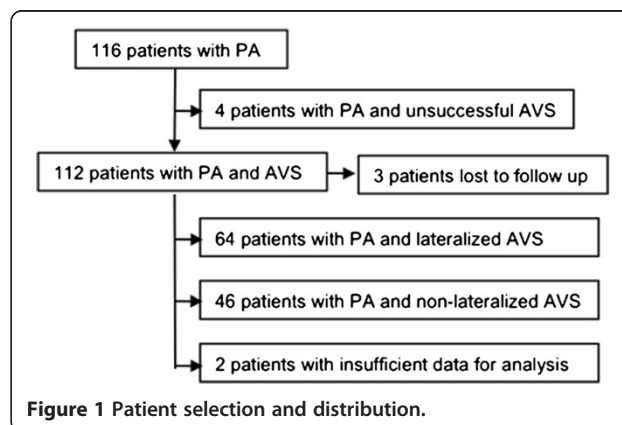 116 patients with PA
4 patients with PA and unsuccessful AVS
112 patients with PA and AVS
3 patients lost to follow up
64 patients with PA and lateralized AVS
46 patients with PA and non-lateralized AVS
2 patients with insufficient data for analysis
Figure 1 Patient selection and distribution.